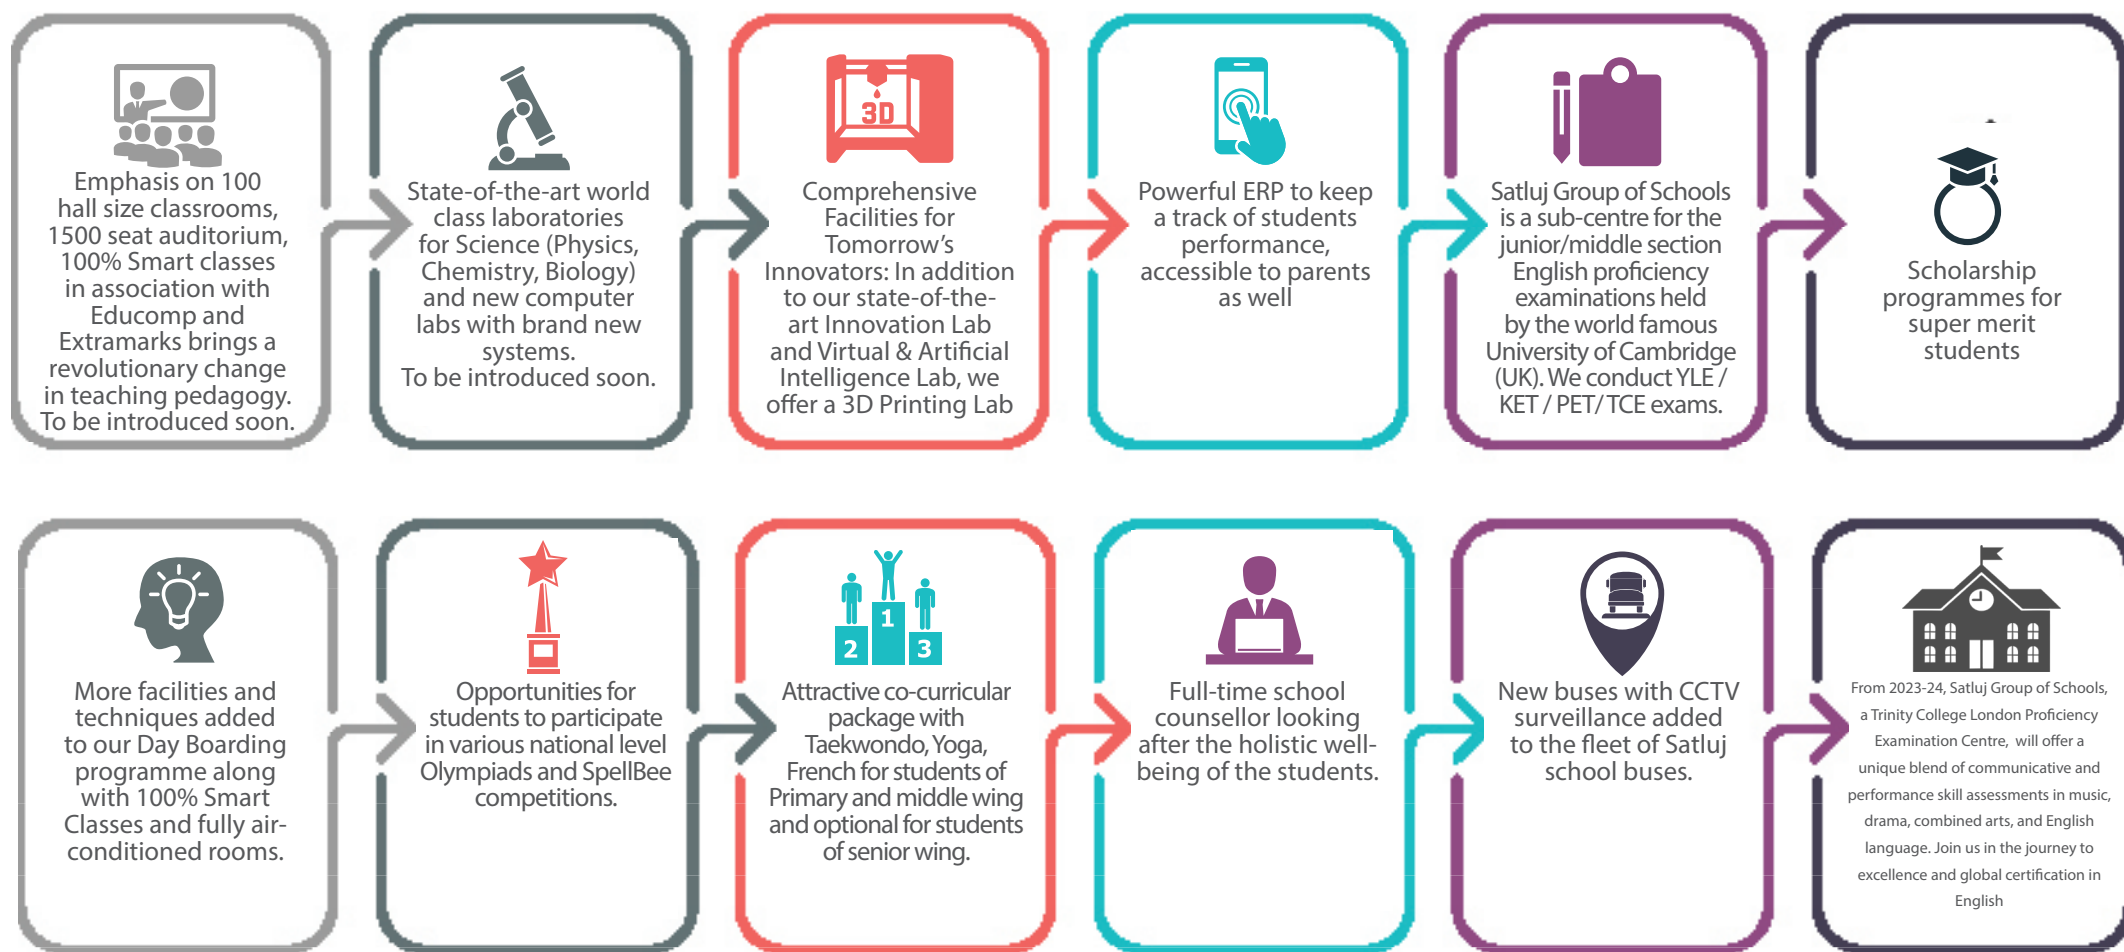 Emphasis on 100
hall size classrooms,
1500 seat auditorium,
100% Smart classes
in association with
Educomp and
Extramarks brings a
revolutionary change
in teaching pedagogy.
To be introduced soon.
State-of-the-art world
class laboratories
for Science (Physics,
Chemistry, Biology)
and new computer
labs with brand new
systems.
To be introduced soon.
3D
Comprehensive
Facilities for
Tomorrow’s
Innovators: In addition
to our state-of-the-
art Innovation Lab
and Virtual & Artificial
Intelligence Lab, we
offer a 3D Printing Lab
Powerful ERP to keep
a track of students
performance,
accessible to parents
as well
Satluj Group of Schools
is a sub-centre for the
junior/middle section
English proficiency
examinations held
by the world famous
University of Cambridge
(UK). We conduct YLE /
KET / PET/ TCE exams.
Scholarship
programmes for
super merit
students
More facilities and
techniques added
to our Day Boarding
programme along
with 100% Smart
Classes and fully air-
conditioned rooms.
Opportunities for
students to participate
in various national level
Olympiads and SpellBee
competitions.
2 1 3
Attractive co-curricular
package with
Taekwondo, Yoga,
French for students of
Primary and middle wing
and optional for students
of senior wing.
Full-time school
counsellor looking
after the holistic well-
being of the students.
New buses with CCTV
surveillance added
to the fleet of Satluj
school buses.
From 2023-24, Satluj Group of Schools,
a Trinity College London Proficiency
Examination Centre, will offer a
unique blend of communicative and
performance skill assessments in music,
drama, combined arts, and English
language. Join us in the journey to
excellence and global certification in
English